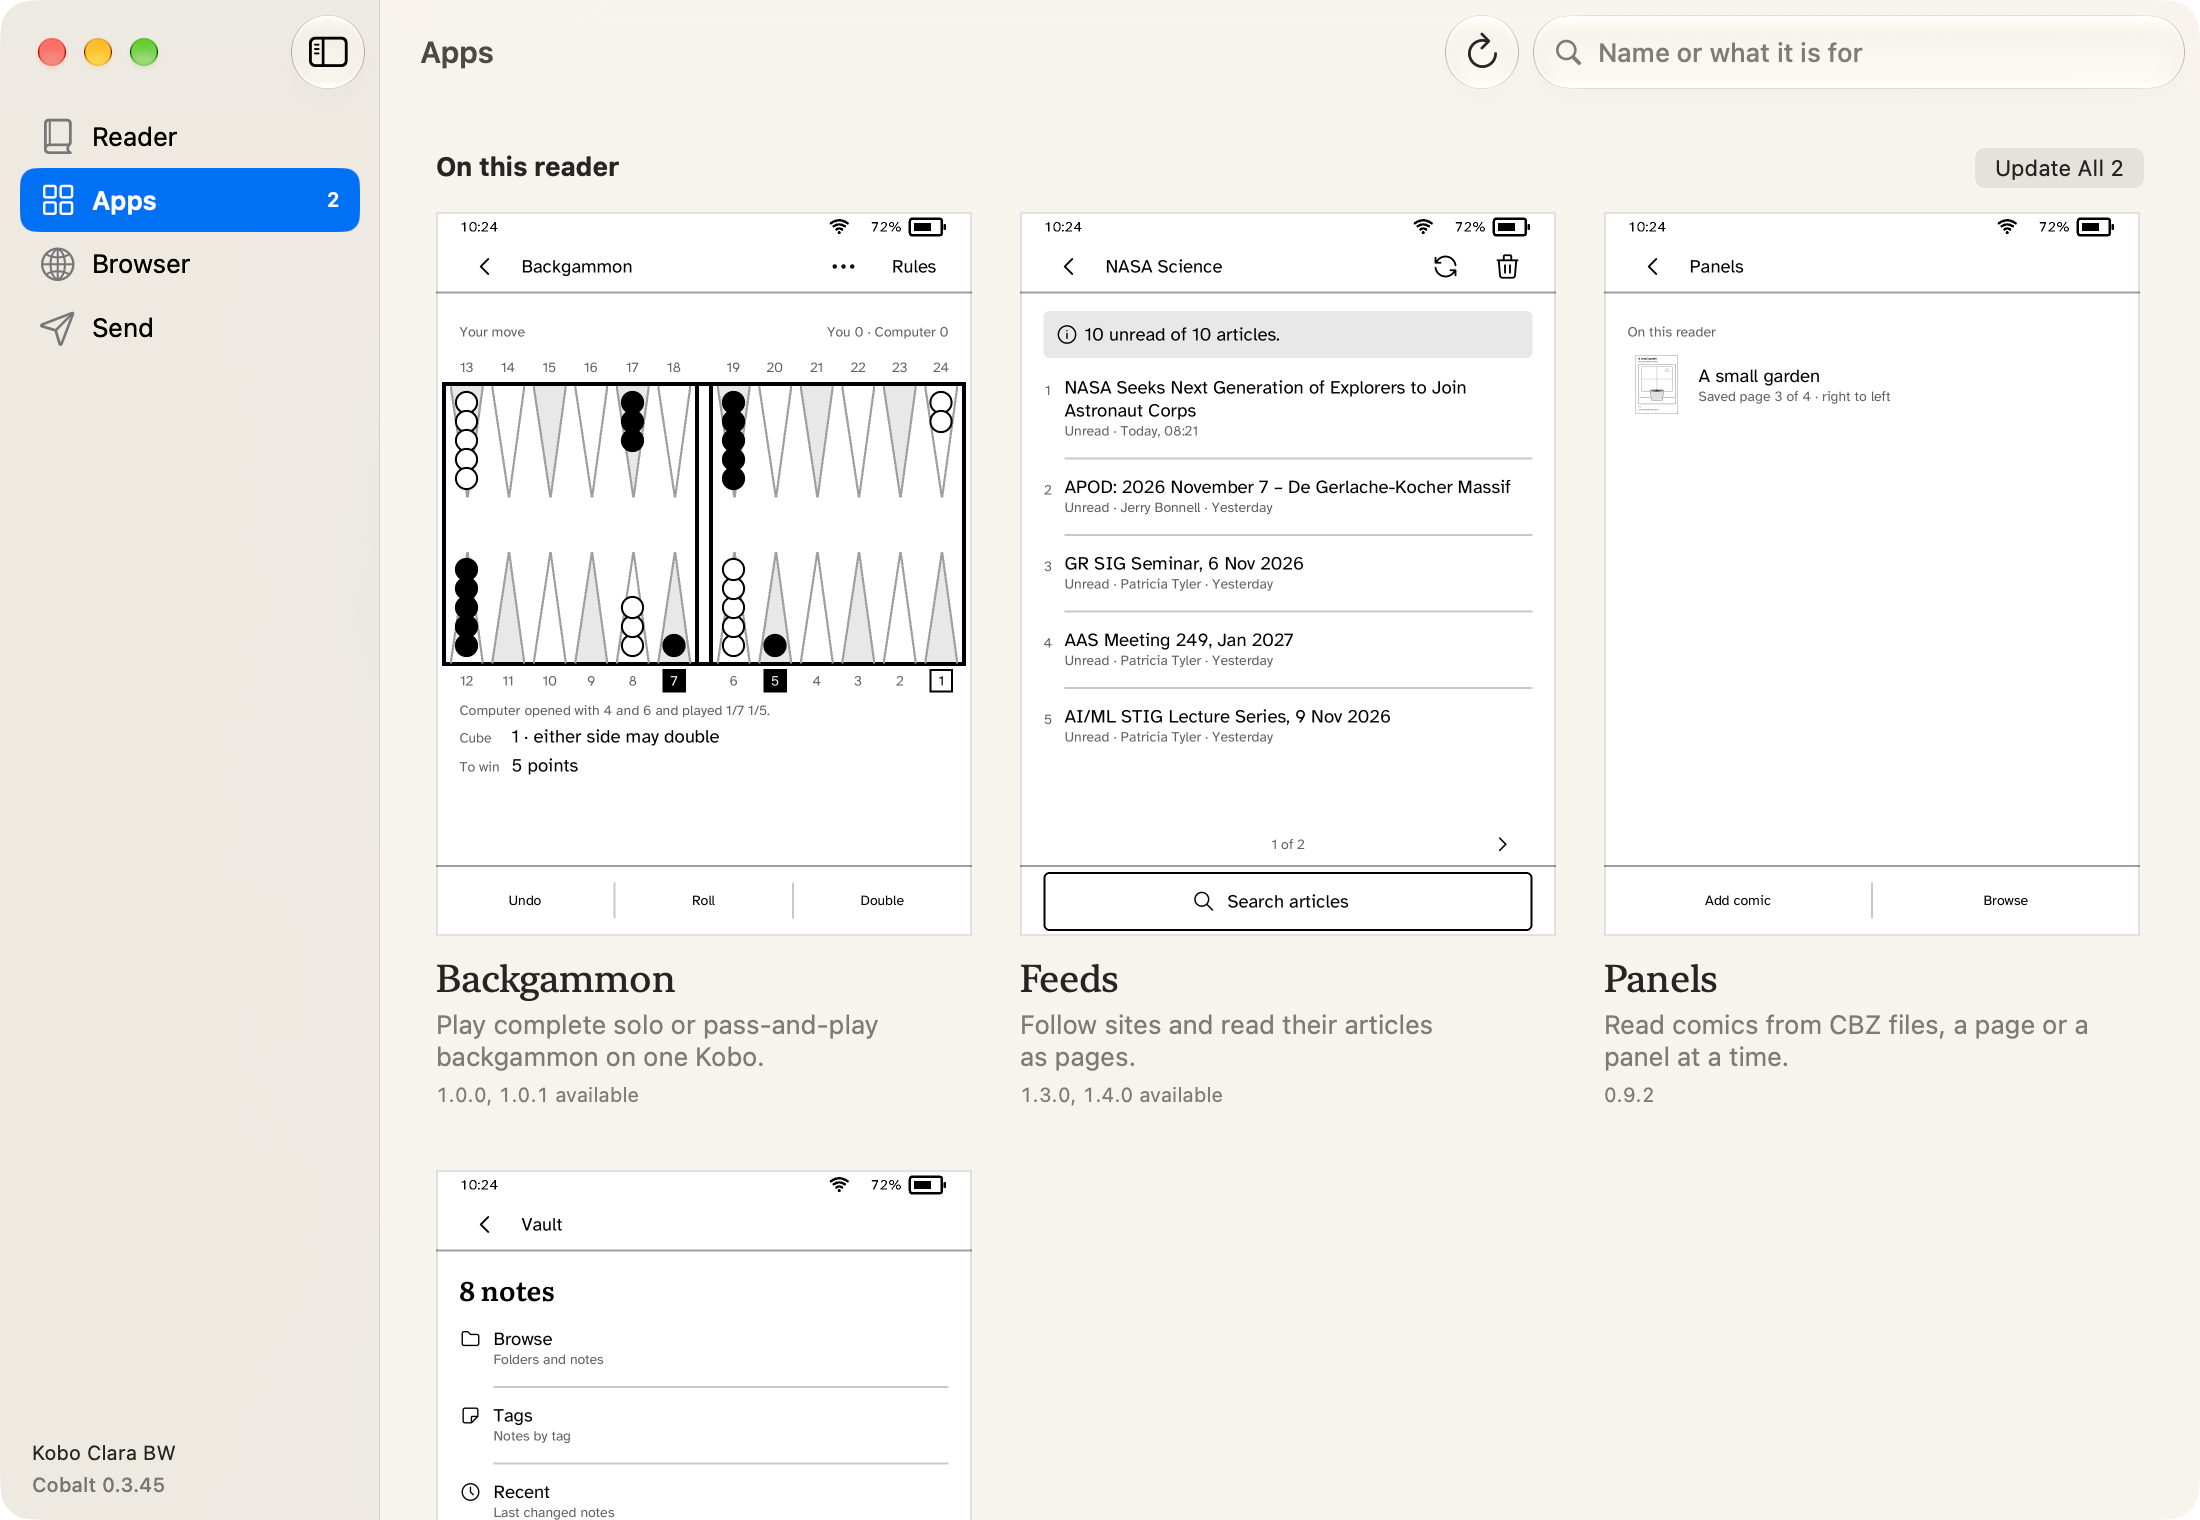 Apps
Name or what it is for
Reader
Apps 2
Browser
Send
Kobo Clara BW
Cobalt 0.3.45
On this reader
Update All 2
10:24 72%
Backgammon ••• Rules
Your move You 0 · Computer 0
13 14 15 16 17 18 19 20 21 22 23 24
12 11 10 9 8 7 6 5 4 3 2 1
Computer opened with 4 and 6 and played 1/7 1/5.
Cube 1 · either side may double
To win 5 points
Undo Roll Double
Backgammon
Play complete solo or pass-and-play
backgammon on one Kobo.
1.0.0, 1.0.1 available
10:24 72%
NASA Science
10 unread of 10 articles.
1 NASA Seeks Next Generation of Explorers to Join
Astronaut Corps
Unread · Today, 08:21
2 APOD: 2026 November 7 – De Gerlache-Kocher Massif
Unread · Jerry Bonnell · Yesterday
3 GR SIG Seminar, 6 Nov 2026
Unread · Patricia Tyler · Yesterday
4 AAS Meeting 249, Jan 2027
Unread · Patricia Tyler · Yesterday
5 AI/ML STIG Lecture Series, 9 Nov 2026
Unread · Patricia Tyler · Yesterday
1 of 2
Search articles
Feeds
Follow sites and read their articles
as pages.
1.3.0, 1.4.0 available
10:24 72%
Panels
On this reader
A small garden
Saved page 3 of 4 · right to left
Add comic Browse
Panels
Read comics from CBZ files, a page or a
panel at a time.
0.9.2
10:24 72%
Vault
8 notes
Browse
Folders and notes
Tags
Notes by tag
Recent
Last changed notes